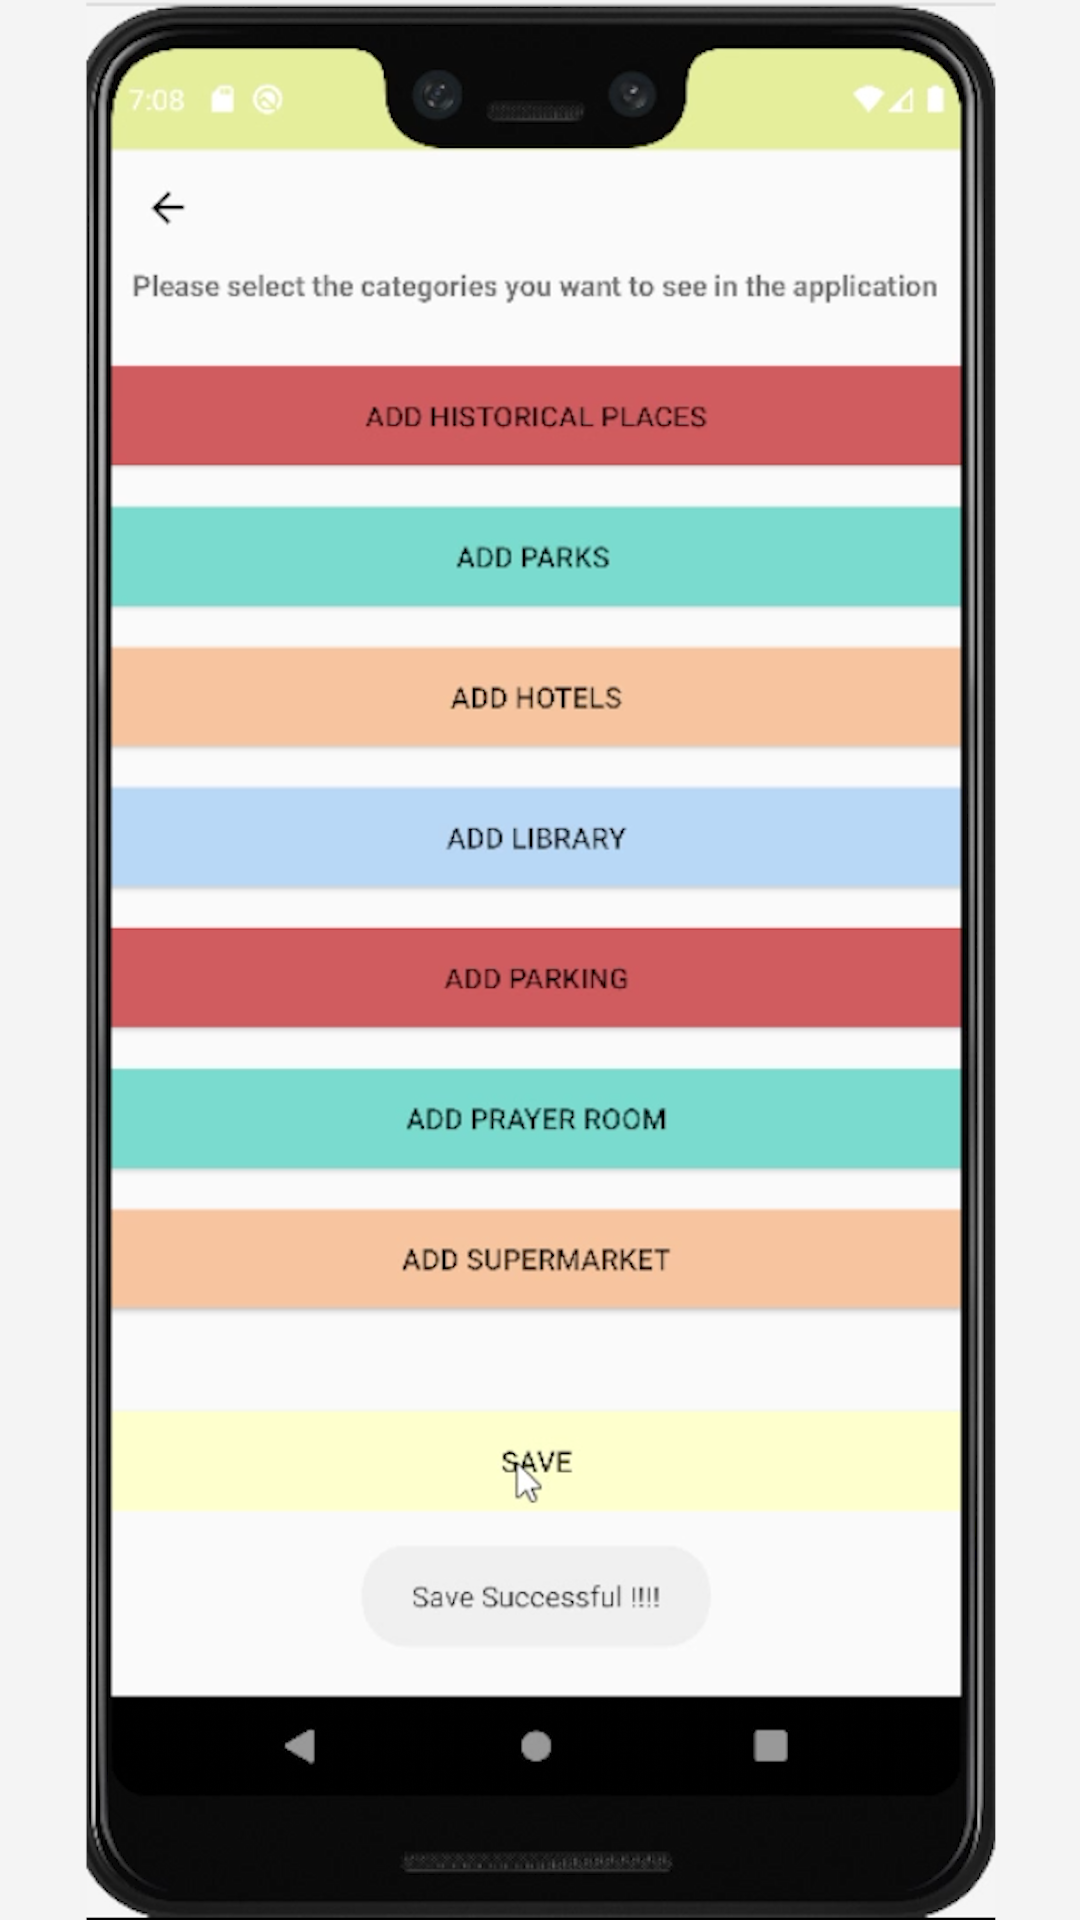 7:08
Please select the categories you want to see in the application
ADD HISTORICAL PLACES
ADD PARKS
ADD HOTELS
ADD LIBRARY
ADD PARKING
ADD PRAYER ROOM
ADD SUPERMARKET
SAVE
Save Successful !!!!